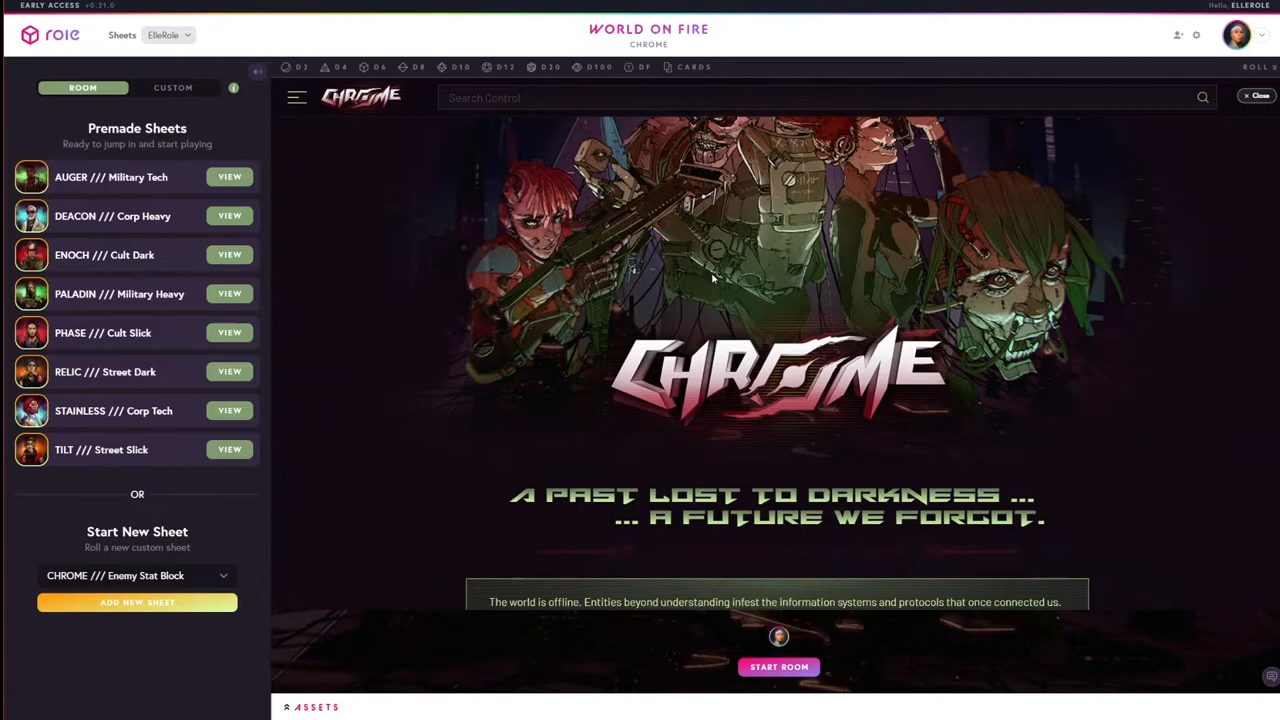 EARLY ACCESS v0.21.0
Hello, ELLEROLE
role
Sheets
ElleRole
WORLD ON FIRE
CHROME
D2 D4 D6 D8 D10 D12 D20 D100 DF CARDS
ROLL
ROOM
CUSTOM
CHROME
Search Control
× Close
Premade Sheets
Ready to jump in and start playing
AUGER /// Military Tech VIEW
DEACON /// Corp Heavy VIEW
ENOCH /// Cult Dark VIEW
PALADIN /// Military Heavy VIEW
PHASE /// Cult Slick VIEW
RELIC /// Street Dark VIEW
STAINLESS /// Corp Tech VIEW
TILT /// Street Slick VIEW
OR
Start New Sheet
Roll a new custom sheet
CHROME /// Enemy Stat Block
ADD NEW SHEET
CHROME
A PAST LOST TO DARKNESS ...
... A FUTURE WE FORGOT.
The world is offline. Entities beyond understanding infest the information systems and protocols that once connected us.
START ROOM
ASSETS